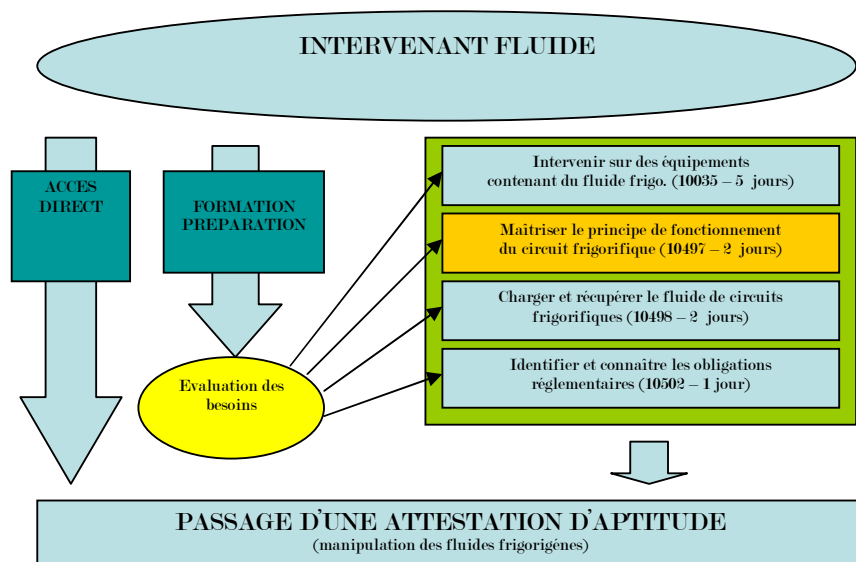 INTERVENANT FLUIDE
ACCES
DIRECT
FORMATION
PREPARATION
Evaluation des
besoins
Intervenir sur des équipements
contenant du fluide frigo. (10035 – 5 jours)
Maîtriser le principe de fonctionnement
du circuit frigorifique (10497 – 2 jours)
Charger et récupérer le fluide de circuits
frigorifiques (10498 – 2 jours)
Identifier et connaître les obligations
réglementaires (10502 – 1 jour)
PASSAGE D'UNE ATTESTATION D'APTITUDE
(manipulation des fluides frigorigènes)